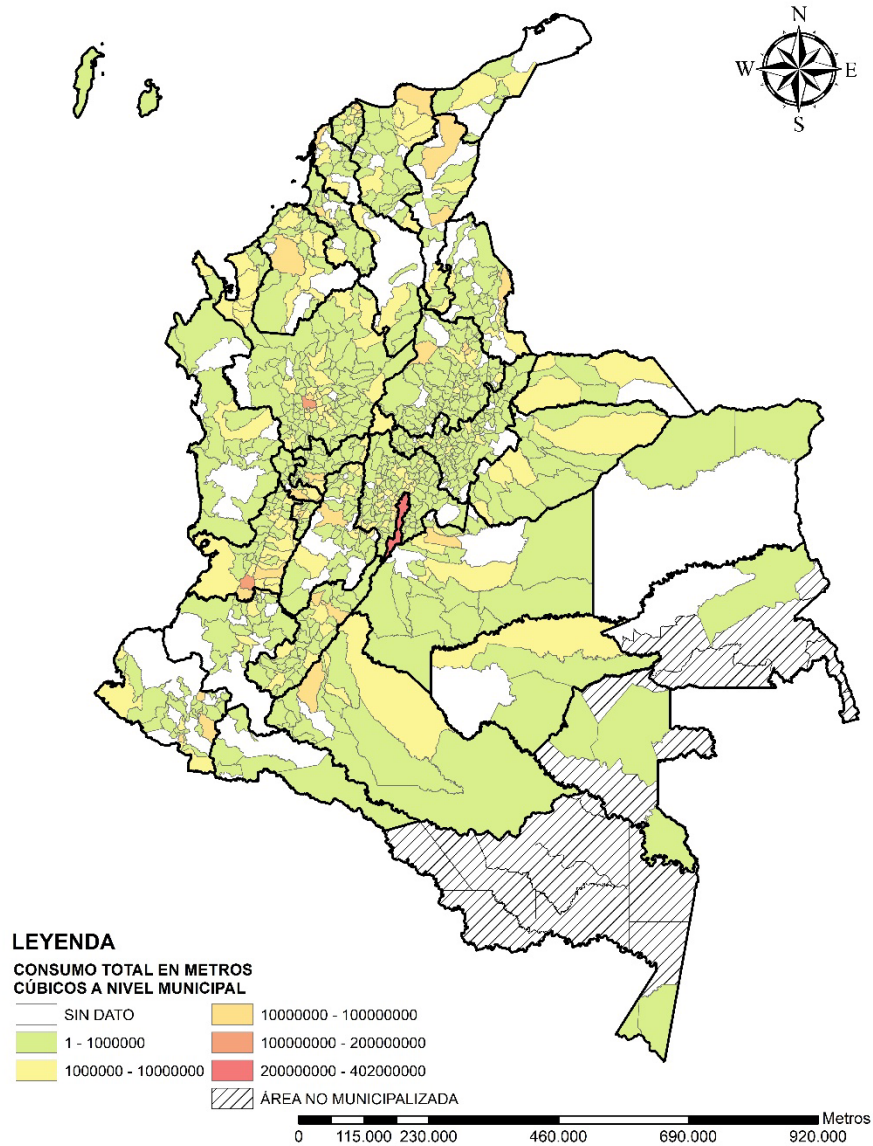 N
W E
S
LEYENDA
CONSUMO TOTAL EN METROS
CÚBICOS A NIVEL MUNICIPAL
SIN DATO
1 - 1000000
1000000 - 10000000
10000000 - 100000000
100000000 - 200000000
200000000 - 402000000
ÁREA NO MUNICIPALIZADA
Metros
0 115.000 230.000 460.000 690.000 920.000